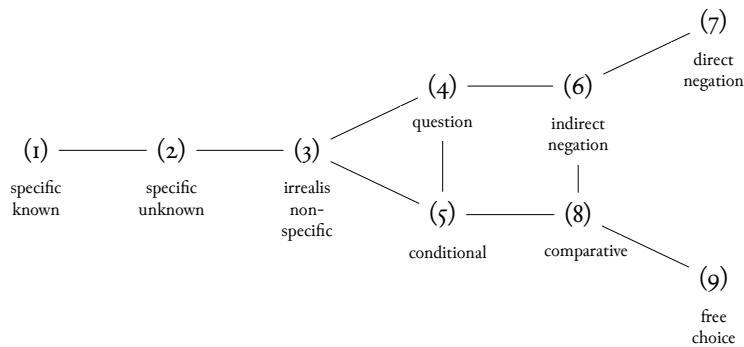 (7)
direct
negation
(4)
question
(6)
indirect
negation
(1)
specific
known
(2)
specific
unknown
(3)
irrealis
non-
specific
(5)
conditional
(8)
comparative
(9)
free
choice